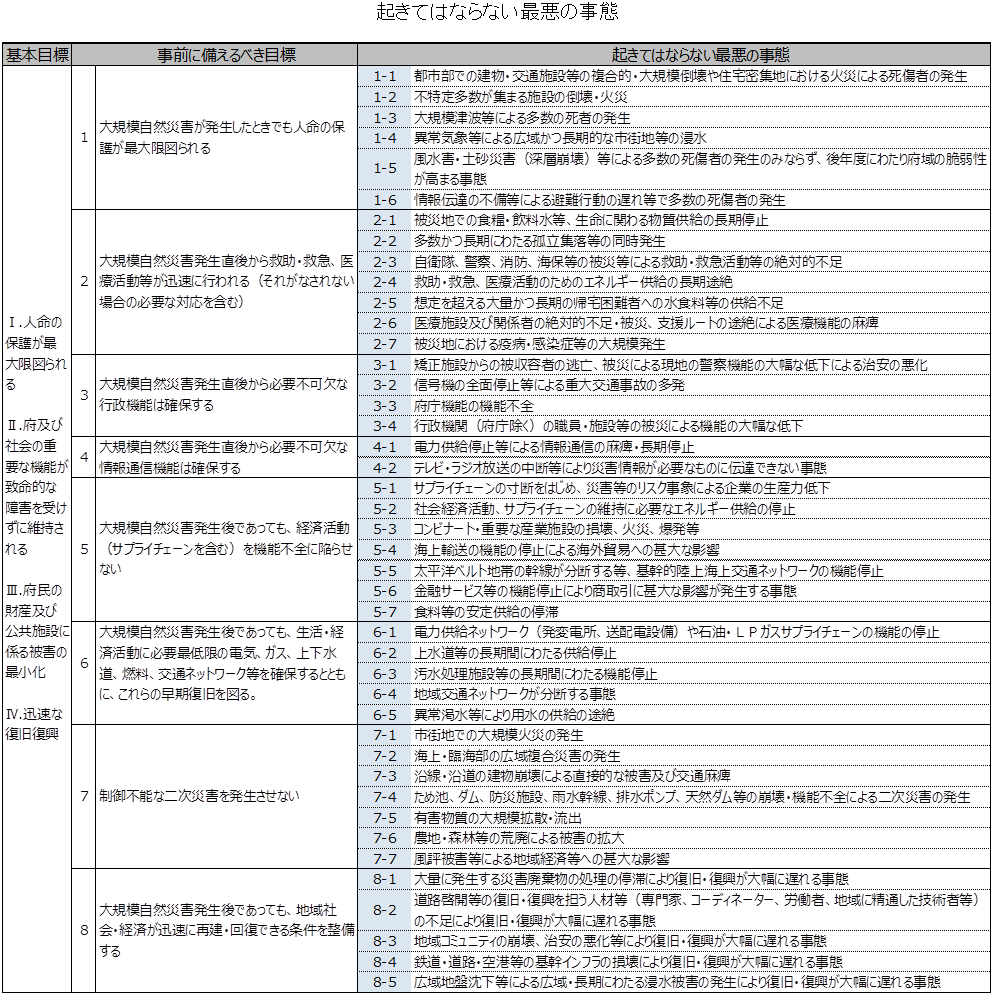 起きてはならない最悪の事態
基本目標 事前に備えるべき目標 起きてはならない最悪の事態
Ⅰ.人命の
保護が最
大限図られ
る
Ⅱ.府及び
社会の重
要な機能が
致命的な
障害を受け
ずに維持さ
れる
Ⅲ.府民の
財産及び
公共施設に
係る被害の
最小化
Ⅳ.迅速な
復旧復興
1 大規模自然災害が発生したときでも人命の保
護が最大限図られる
1-1 都市部での建物・交通施設等の複合的・大規模倒壊や住宅密集地における火災による死傷者の発生
1-2 不特定多数が集まる施設の倒壊・火災
1-3 大規模津波等による多数の死者の発生
1-4 異常気象等による広域かつ長期的な市街地等の浸水
1-5 風水害・土砂災害（深層崩壊）等による多数の死傷者の発生のみならず、後年度にわたり府域の脆弱性
が高まる事態
1-6 情報伝達の不備等による避難行動の遅れ等で多数の死傷者の発生
2 大規模自然災害発生直後から救助・救急、医
療活動等が迅速に行われる（それがなされない
場合の必要な対応を含む）
2-1 被災地での食糧・飲料水等、生命に関わる物質供給の長期停止
2-2 多数かつ長期にわたる孤立集落等の同時発生
2-3 自衛隊、警察、消防、海保等の被災等による救助・救急活動等の絶対的不足
2-4 救助・救急、医療活動のためのエネルギー供給の長期途絶
2-5 想定を超える大量かつ長期の帰宅困難者への水食料等の供給不足
2-6 医療施設及び関係者の絶対的不足・被災、支援ルートの途絶による医療機能の麻痺
2-7 被災地における疫病・感染症等の大規模発生
3 大規模自然災害発生直後から必要不可欠な
行政機能は確保する
3-1 矯正施設からの被収容者の逃亡、被災による現地の警察機能の大幅な低下による治安の悪化
3-2 信号機の全面停止等による重大交通事故の多発
3-3 府庁機能の機能不全
3-4 行政機関（府庁除く）の職員・施設等の被災による機能の大幅な低下
4 大規模自然災害発生直後から必要不可欠な
情報通信機能は確保する
4-1 電力供給停止等による情報通信の麻痺・長期停止
4-2 テレビ・ラジオ放送の中断等により災害情報が必要なものに伝達できない事態
5 大規模自然災害発生後であっても、経済活動
（サプライチェーンを含む）を機能不全に陥らせ
ない
5-1 サプライチェーンの寸断をはじめ、災害等のリスク事象による企業の生産力低下
5-2 社会経済活動、サプライチェーンの維持に必要なエネルギー供給の停止
5-3 コンビナート・重要な産業施設の損壊、火災、爆発等
5-4 海上輸送の機能の停止による海外貿易への甚大な影響
5-5 太平洋ベルト地帯の幹線が分断する等、基幹的陸上海上交通ネットワークの機能停止
5-6 金融サービス等の機能停止により商取引に甚大な影響が発生する事態
5-7 食料等の安定供給の停滞
6 大規模自然災害発生後であっても、生活・経
済活動に必要最低限の電気、ガス、上下水
道、燃料、交通ネットワーク等を確保するととも
に、これらの早期復旧を図る。
6-1 電力供給ネットワーク（発変電所、送配電設備）や石油・ＬＰガスサプライチェーンの機能の停止
6-2 上水道等の長期間にわたる供給停止
6-3 汚水処理施設等の長期間にわたる機能停止
6-4 地域交通ネットワークが分断する事態
6-5 異常渇水等により用水の供給の途絶
7 制御不能な二次災害を発生させない
7-1 市街地での大規模火災の発生
7-2 海上・臨海部の広域複合災害の発生
7-3 沿線・沿道の建物崩壊による直接的な被害及び交通麻痺
7-4 ため池、ダム、防災施設、雨水幹線、排水ポンプ、天然ダム等の崩壊・機能不全による二次災害の発生
7-5 有害物質の大規模拡散・流出
7-6 農地・森林等の荒廃による被害の拡大
7-7 風評被害等による地域経済等への甚大な影響
8 大規模自然災害発生後であっても、地域社
会・経済が迅速に再建・回復できる条件を整備
する
8-1 大量に発生する災害廃棄物の処理の停滞により復旧・復興が大幅に遅れる事態
8-2 道路啓開等の復旧・復興を担う人材等（専門家、コーディネーター、労働者、地域に精通した技術者等）
の不足により復旧・復興が大幅に遅れる事態
8-3 地域コミュニティの崩壊、治安の悪化等により復旧・復興が大幅に遅れる事態
8-4 鉄道・道路・空港等の基幹インフラの損壊により復旧・復興が大幅に遅れる事態
8-5 広域地盤沈下等による広域・長期にわたる浸水被害の発生により復旧・復興が大幅に遅れる事態